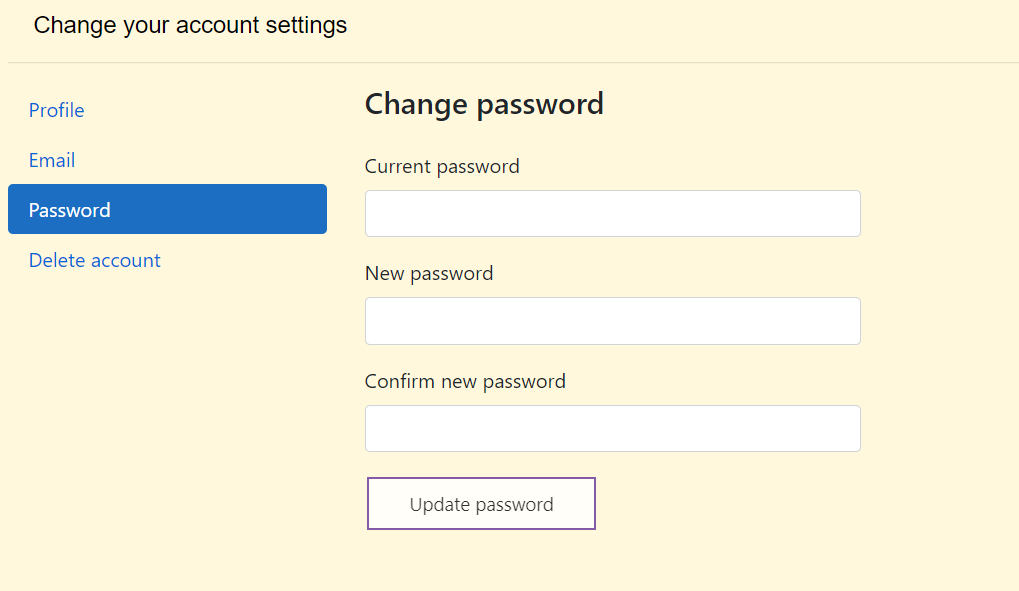 Change your account settings
Profile
Email
Password
Delete account
Change password
Current password
New password
Confirm new password
Update password